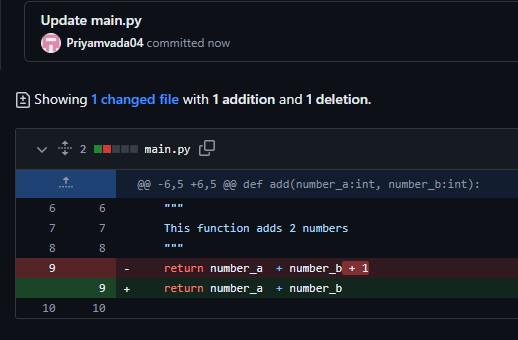 Update main.py
Priyamvada04 committed now
Showing 1 changed file with 1 addition and 1 deletion.
2 main.py
@@ -6,5 +6,5 @@ def add(number_a:int, number_b:int):
6 6 """
7 7 This function adds 2 numbers
8 8 """
9 - return number_a  + number_b + 1
9 + return number_a  + number_b
10 10